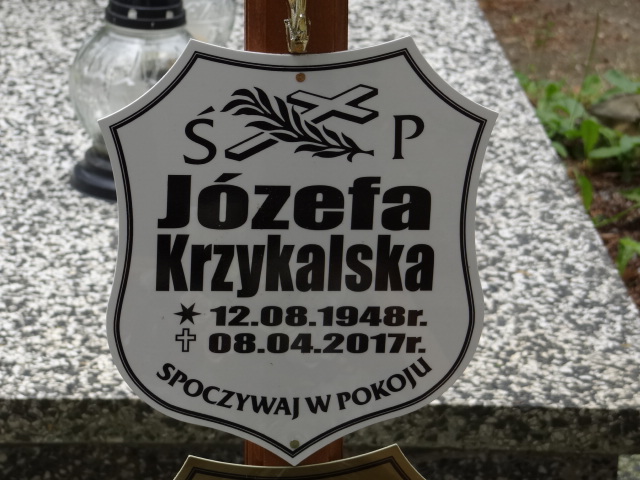 Ś P
Józefa
Krzykalska
12.08.1948r.
08.04.2017r.
SPOCZYWAJ W POKOJU